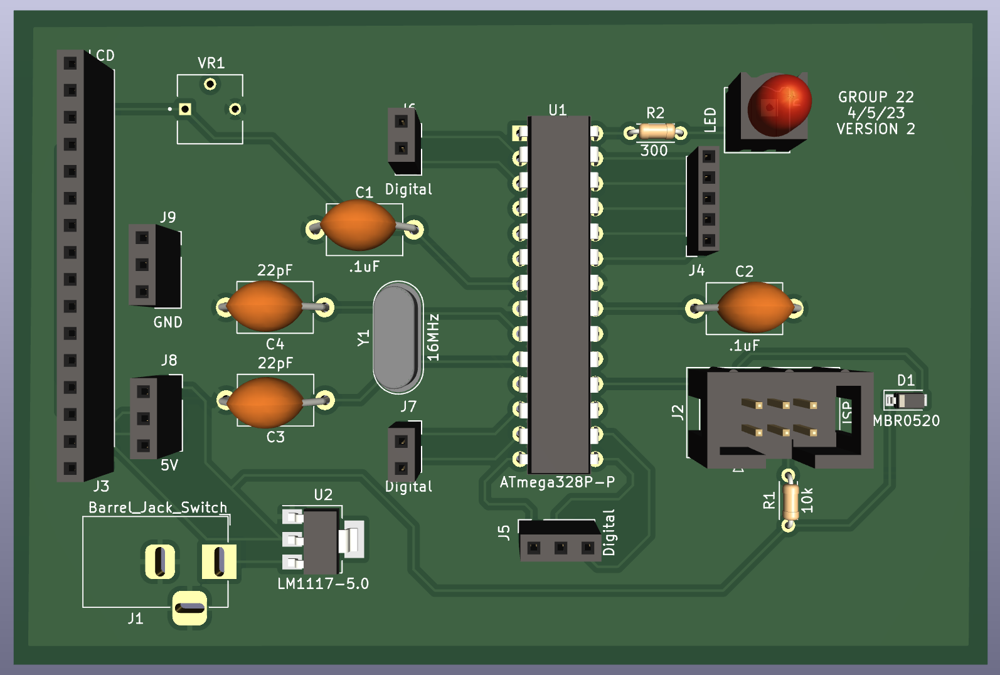 LCD
VR1
J6
Digital
U1
R2
300
LED
GROUP 22
4/5/23
VERSION 2
C1
.1uF
J9
GND
22pF
C4
Y1
16MHz
J4
C2
.1uF
J8
5V
22pF
C3
J7
Digital
J2
ISP
D1
MBR0520
J3
ATmega328P-P
Barrel_Jack_Switch
J1
U2
LM1117-5.0
J5
Digital
R1
10k